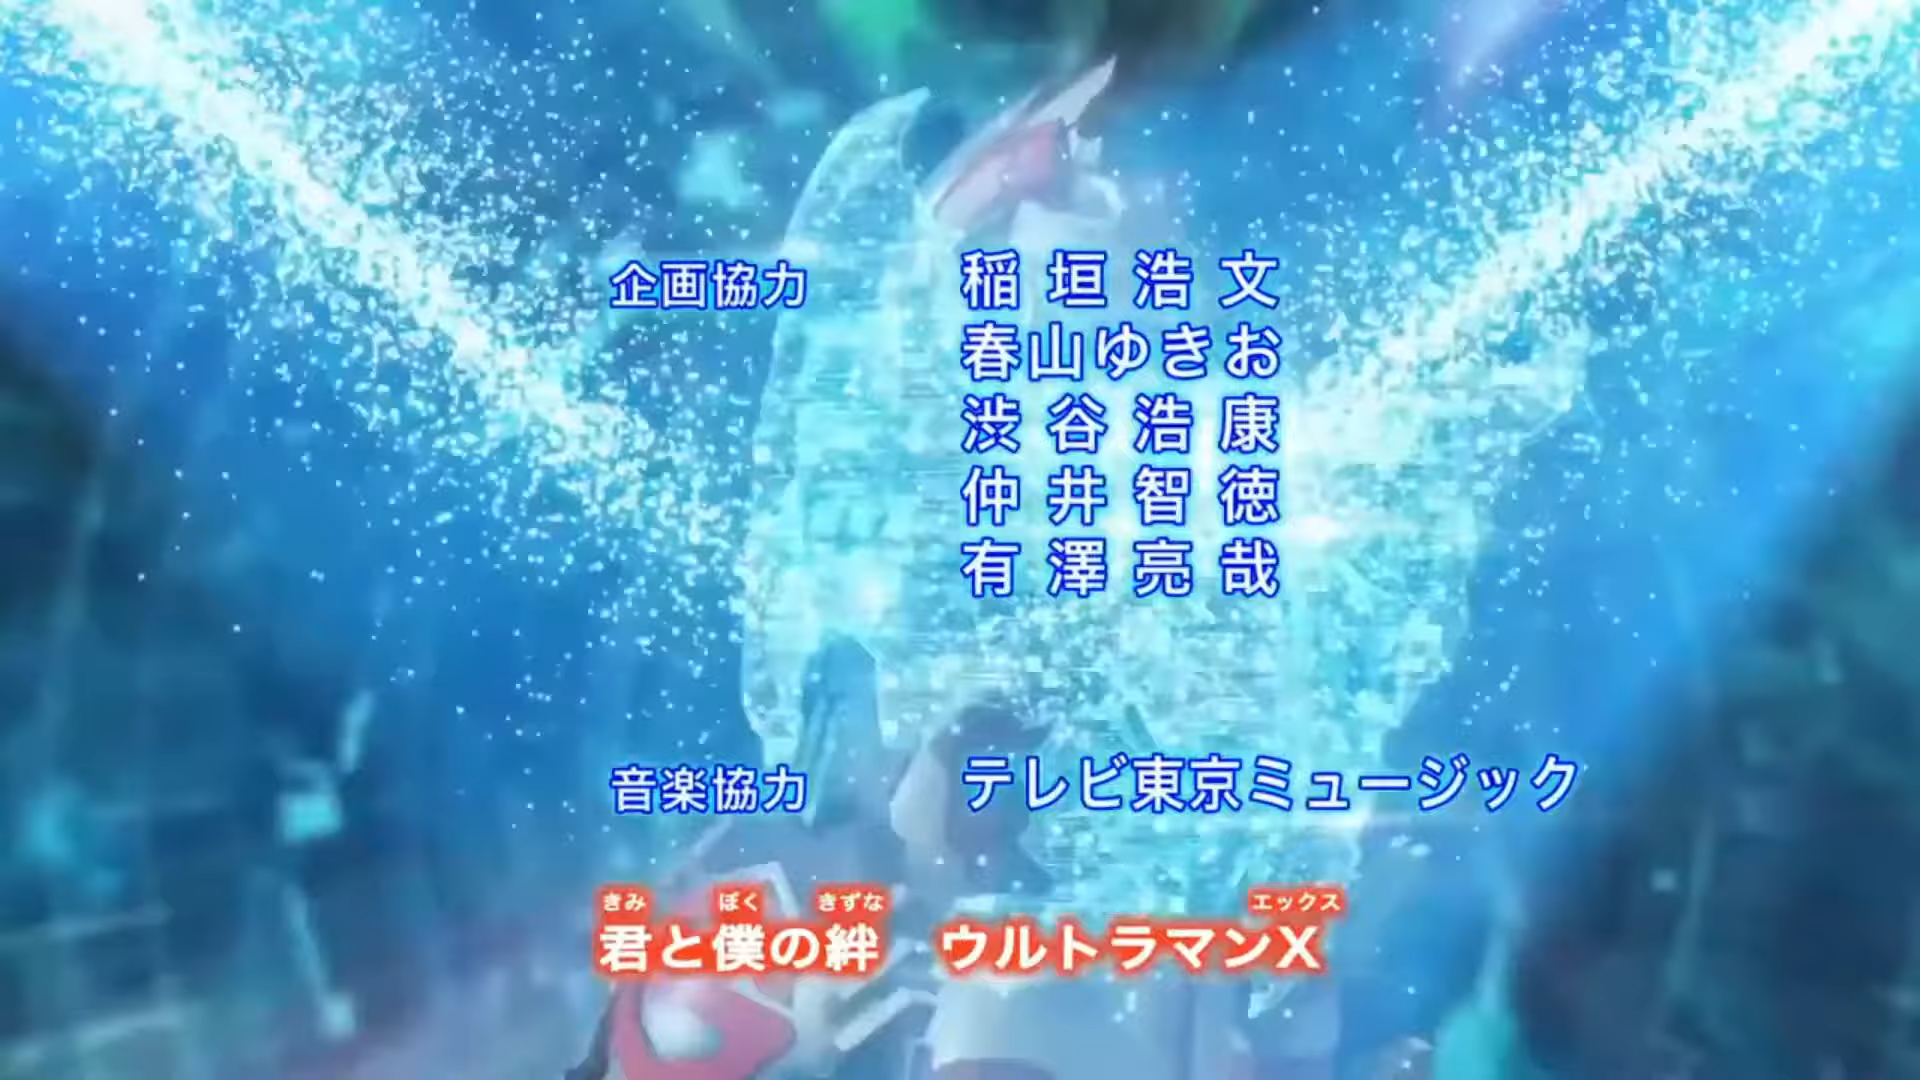 企画協力 稲垣浩文
春山ゆきお
渋谷浩康
仲井智徳
有澤亮哉
音楽協力 テレビ東京ミュージック
きみ ぼく きずな エックス
君と僕の絆 ウルトラマンX